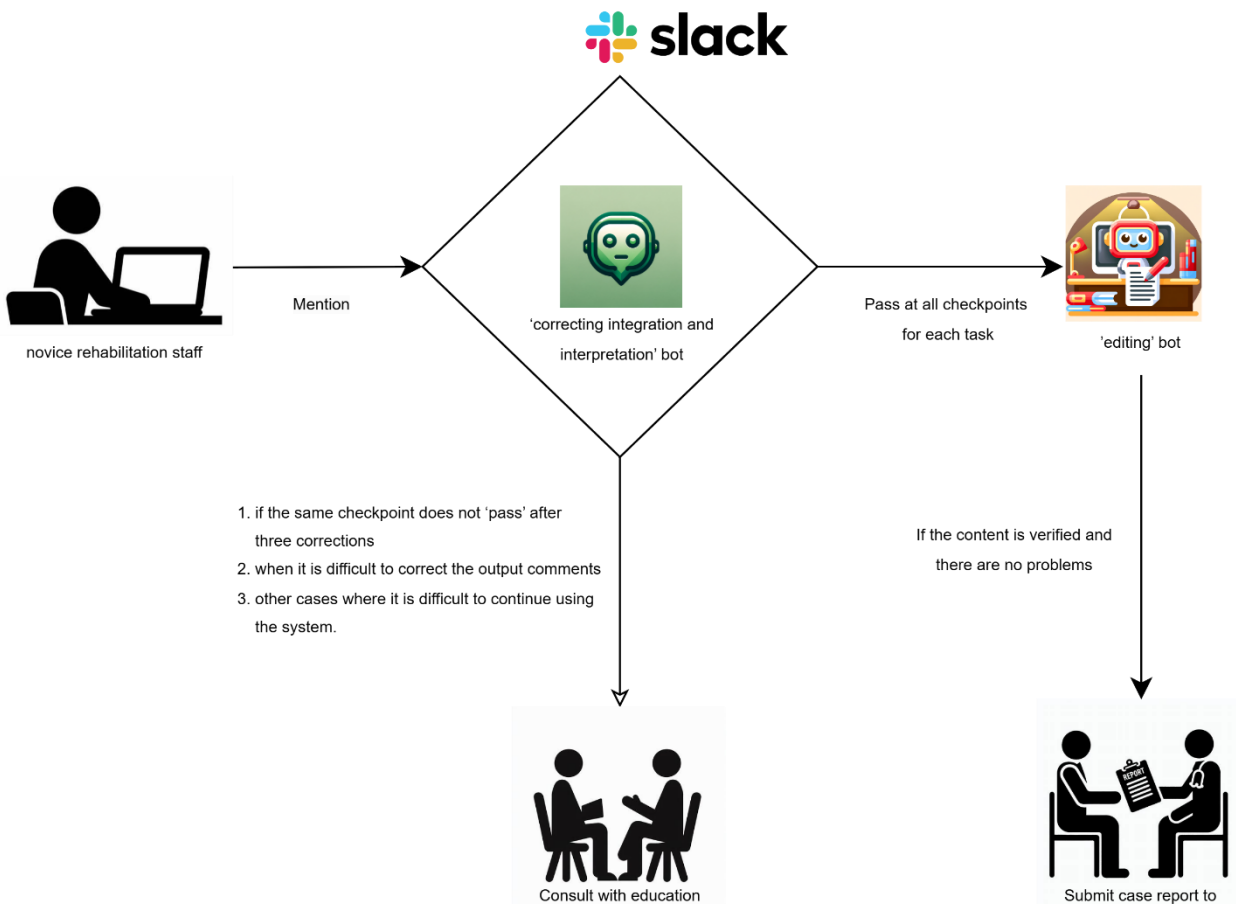 slack
novice rehabilitation staff
Mention
‘correcting integration and
interpretation’ bot
Pass at all checkpoints
for each task
’editing’ bot
1. if the same checkpoint does not ‘pass’ after
three corrections
2. when it is difficult to correct the output comments
3. other cases where it is difficult to continue using
the system.
If the content is verified and
there are no problems
REPORT
Consult with education
Submit case report to